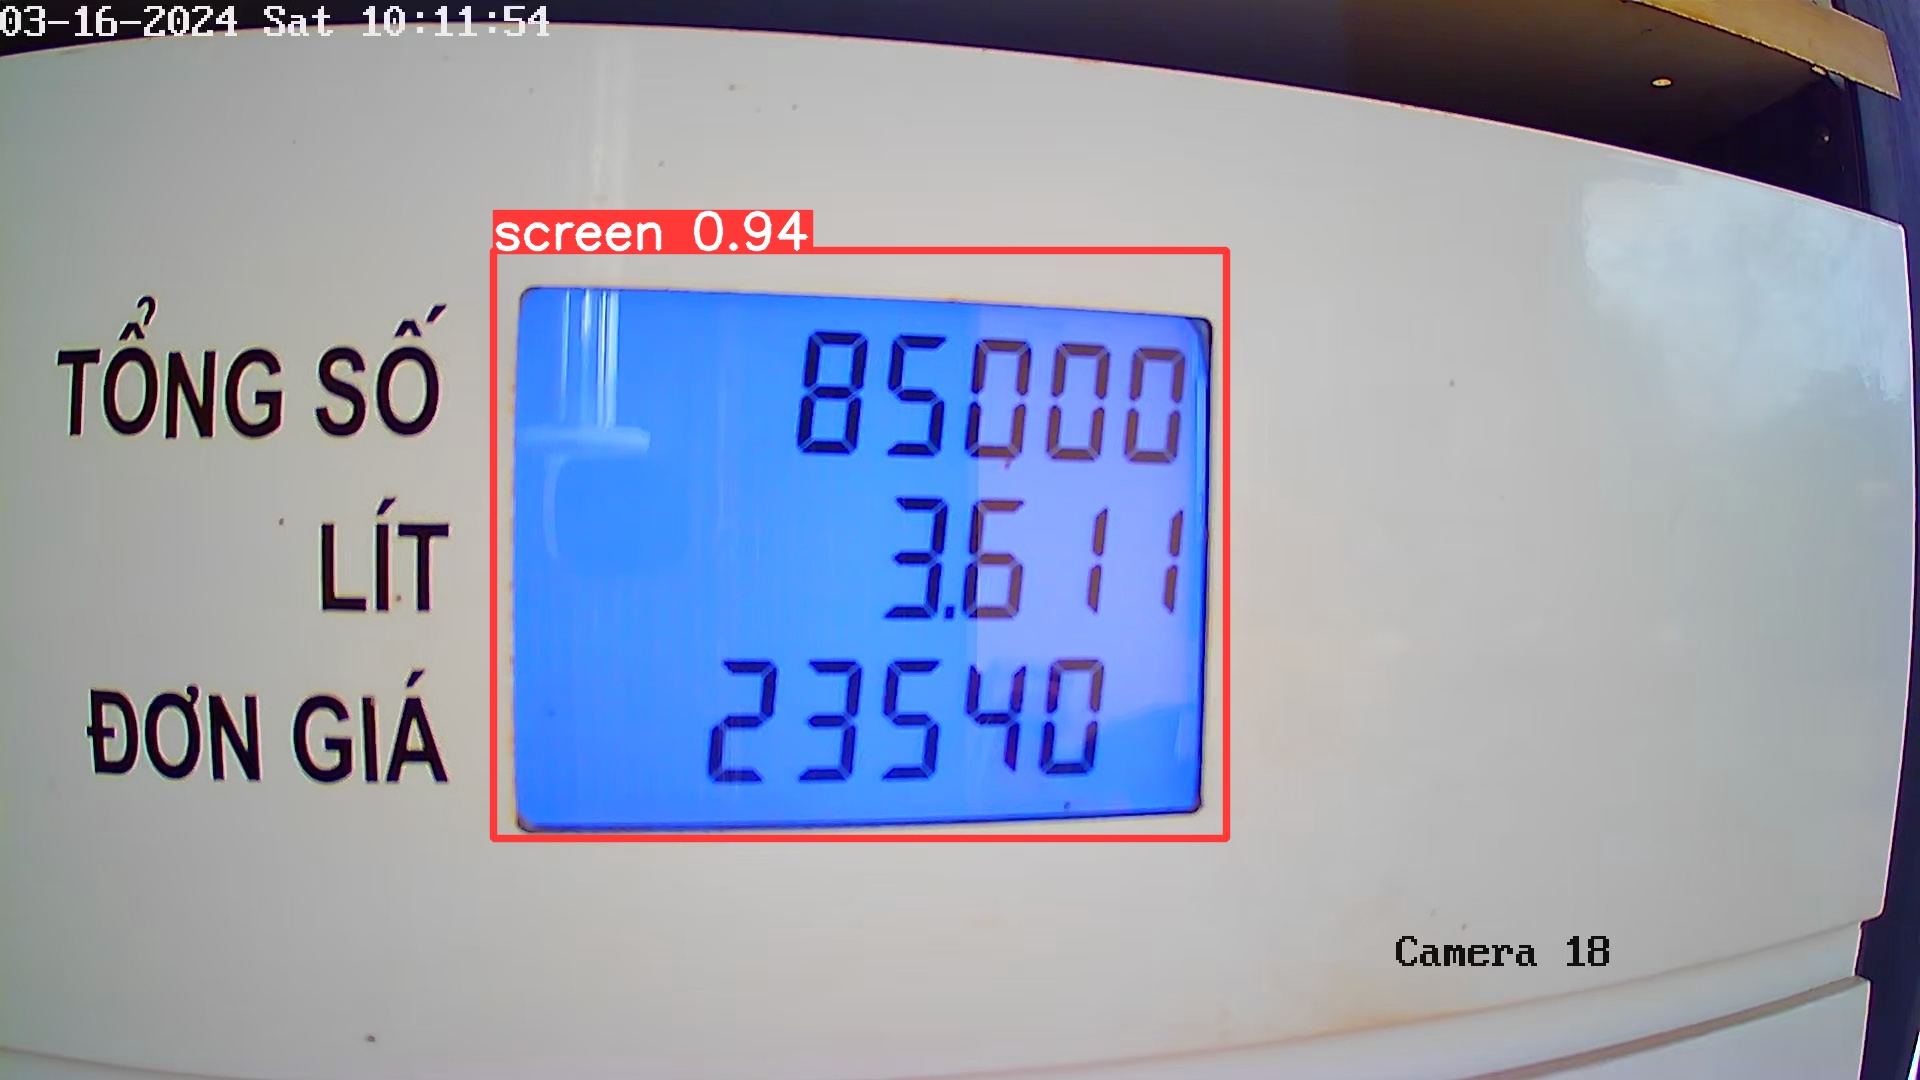 03-16-2024 Sat 10:11:54
screen 0.94
TỔNG SỐ 85000
LÍT 3.611
ĐƠN GIÁ 23540
Camera 18